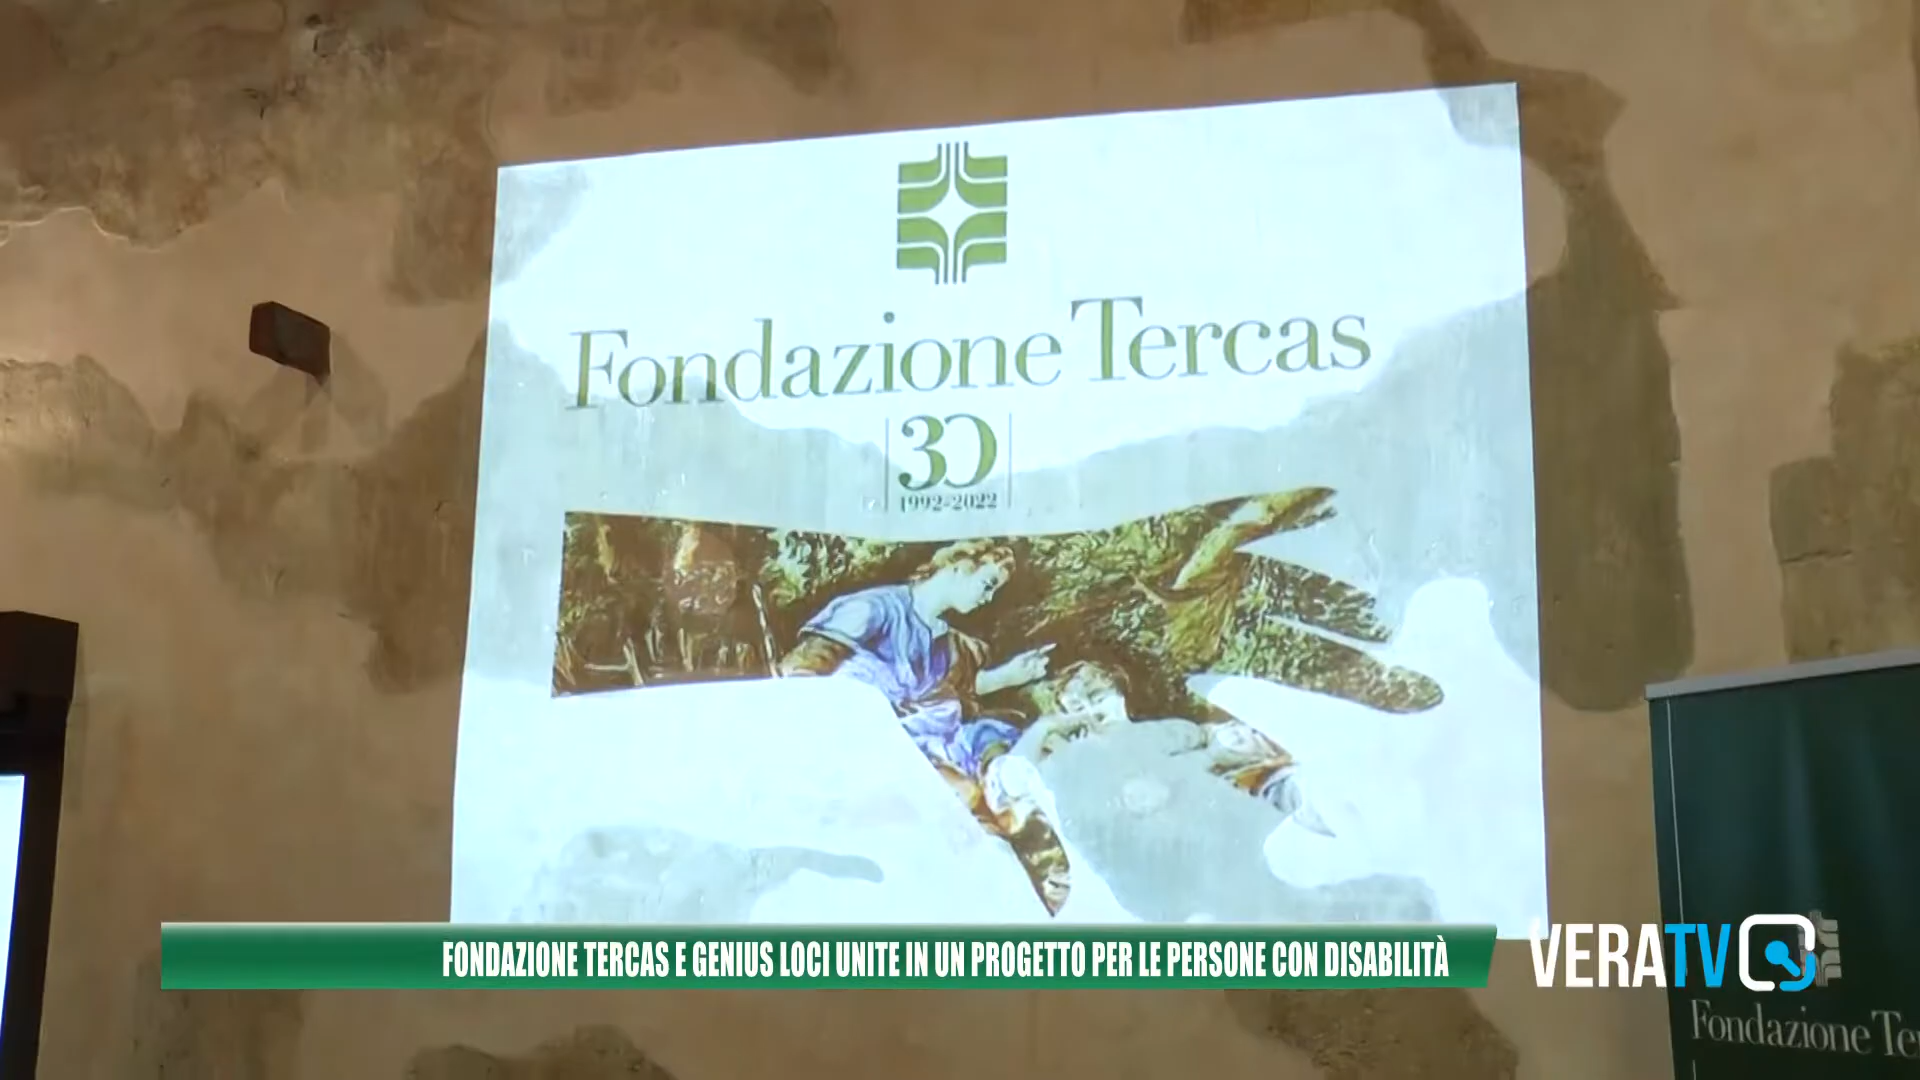 Fondazione Tercas
30
1992-2022
FONDAZIONE TERCAS E GENIUS LOCI UNITE IN UN PROGETTO PER LE PERSONE CON DISABILITÀ
VERATV
Fondazione Te